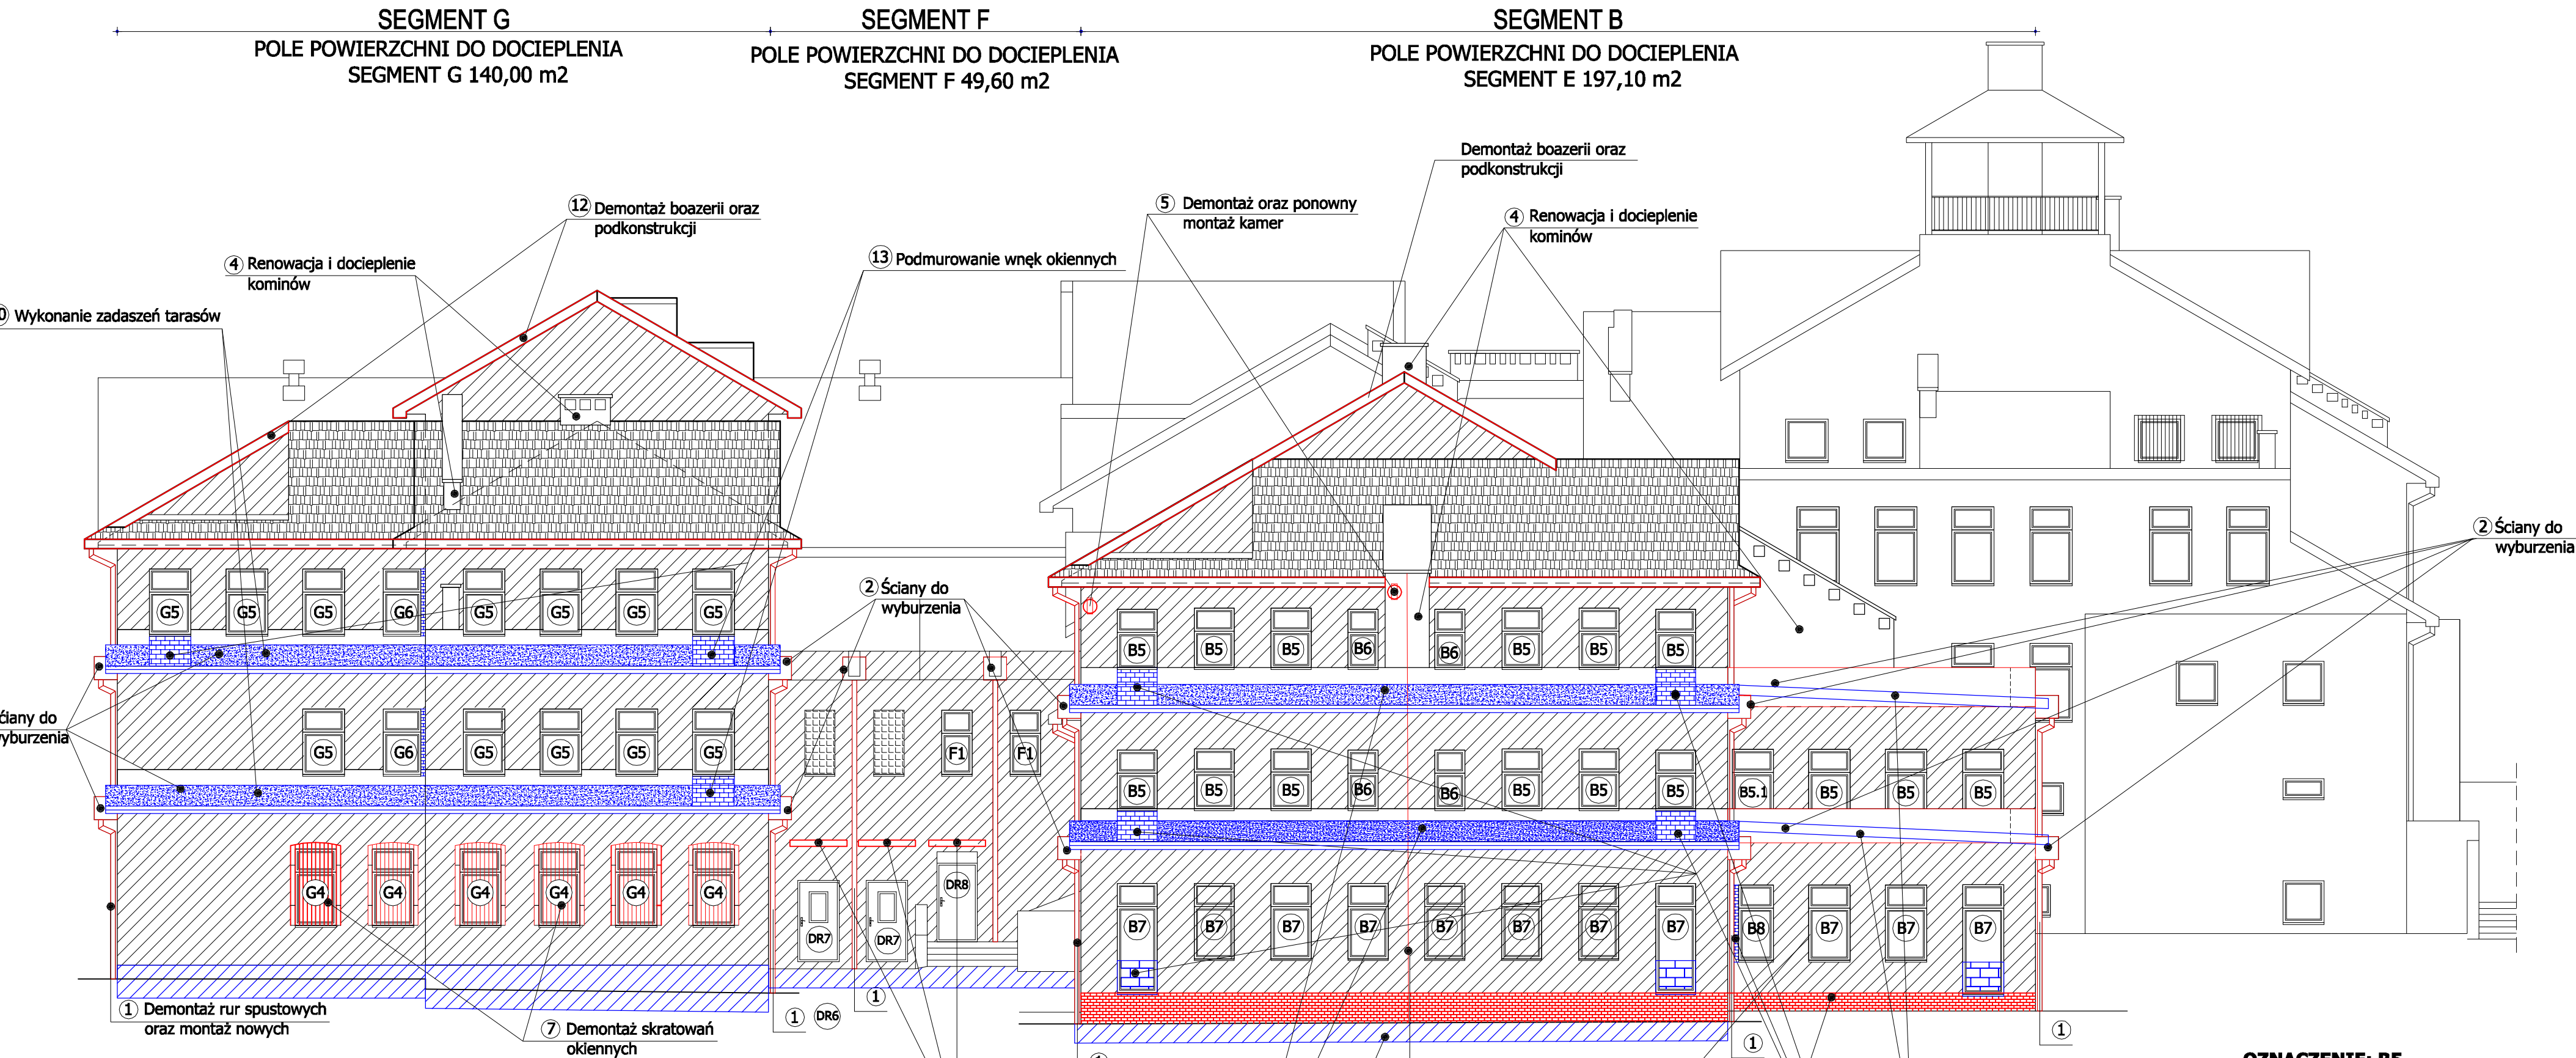 SEGMENT G
POLE POWIERZCHNI DO DOCIEPLENIA
SEGMENT G 140,00 m2
SEGMENT F
POLE POWIERZCHNI DO DOCIEPLENIA
SEGMENT F 49,60 m2
SEGMENT B
POLE POWIERZCHNI DO DOCIEPLENIA
SEGMENT E 197,10 m2
Demontaż boazerii oraz
podkonstrukcji
12 Demontaż boazerii oraz
podkonstrukcji
5 Demontaż oraz ponowny
montaż kamer
4 Renowacja i docieplenie
kominów
4 Renowacja i docieplenie
kominów
13 Podmurowanie wnęk okiennych
Wykonanie zadaszeń tarasów
2 Ściany do
wyburzenia
2 Ściany do
wyburzenia
G5 G5 G5 G6 G5 G5 G5 G5
B5 B5 B5 B6 B6 B5 B5 B5
ciany do
yburzenia
G5 G6 G5 G5 G5 G5
F1 F1
B5 B5 B5 B6 B6 B5 B5 B5
B5.1 B5 B5 B5
G4 G4 G4 G4 G4 G4
DR7 DR7 DR8
B7 B7 B7 B7 B7 B7 B7 B7
B8 B7 B7 B7
1 Demontaż rur spustowych
oraz montaż nowych
7 Demontaż skratowań
okiennych
1 DR6
1
1
1
OZNACZENIE: B5